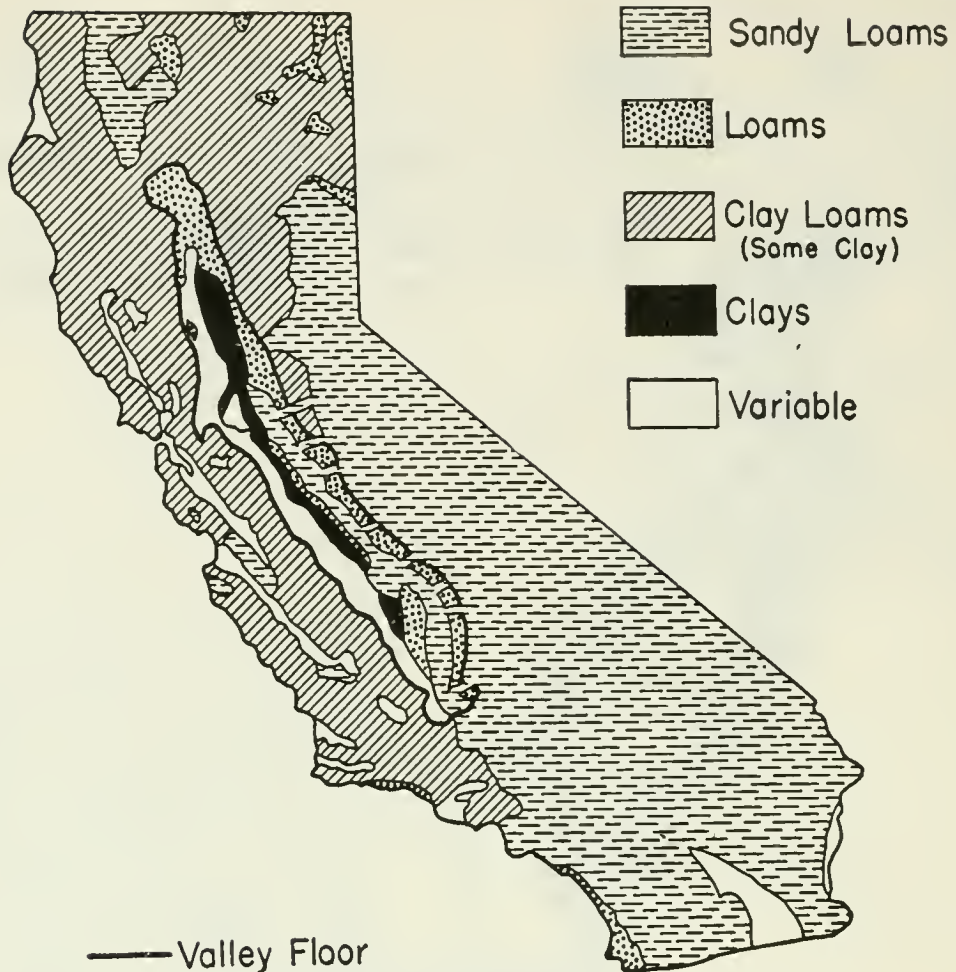 Sandy Loams
Loams
Clay Loams
(Some Clay)
Clays
Variable
Valley Floor